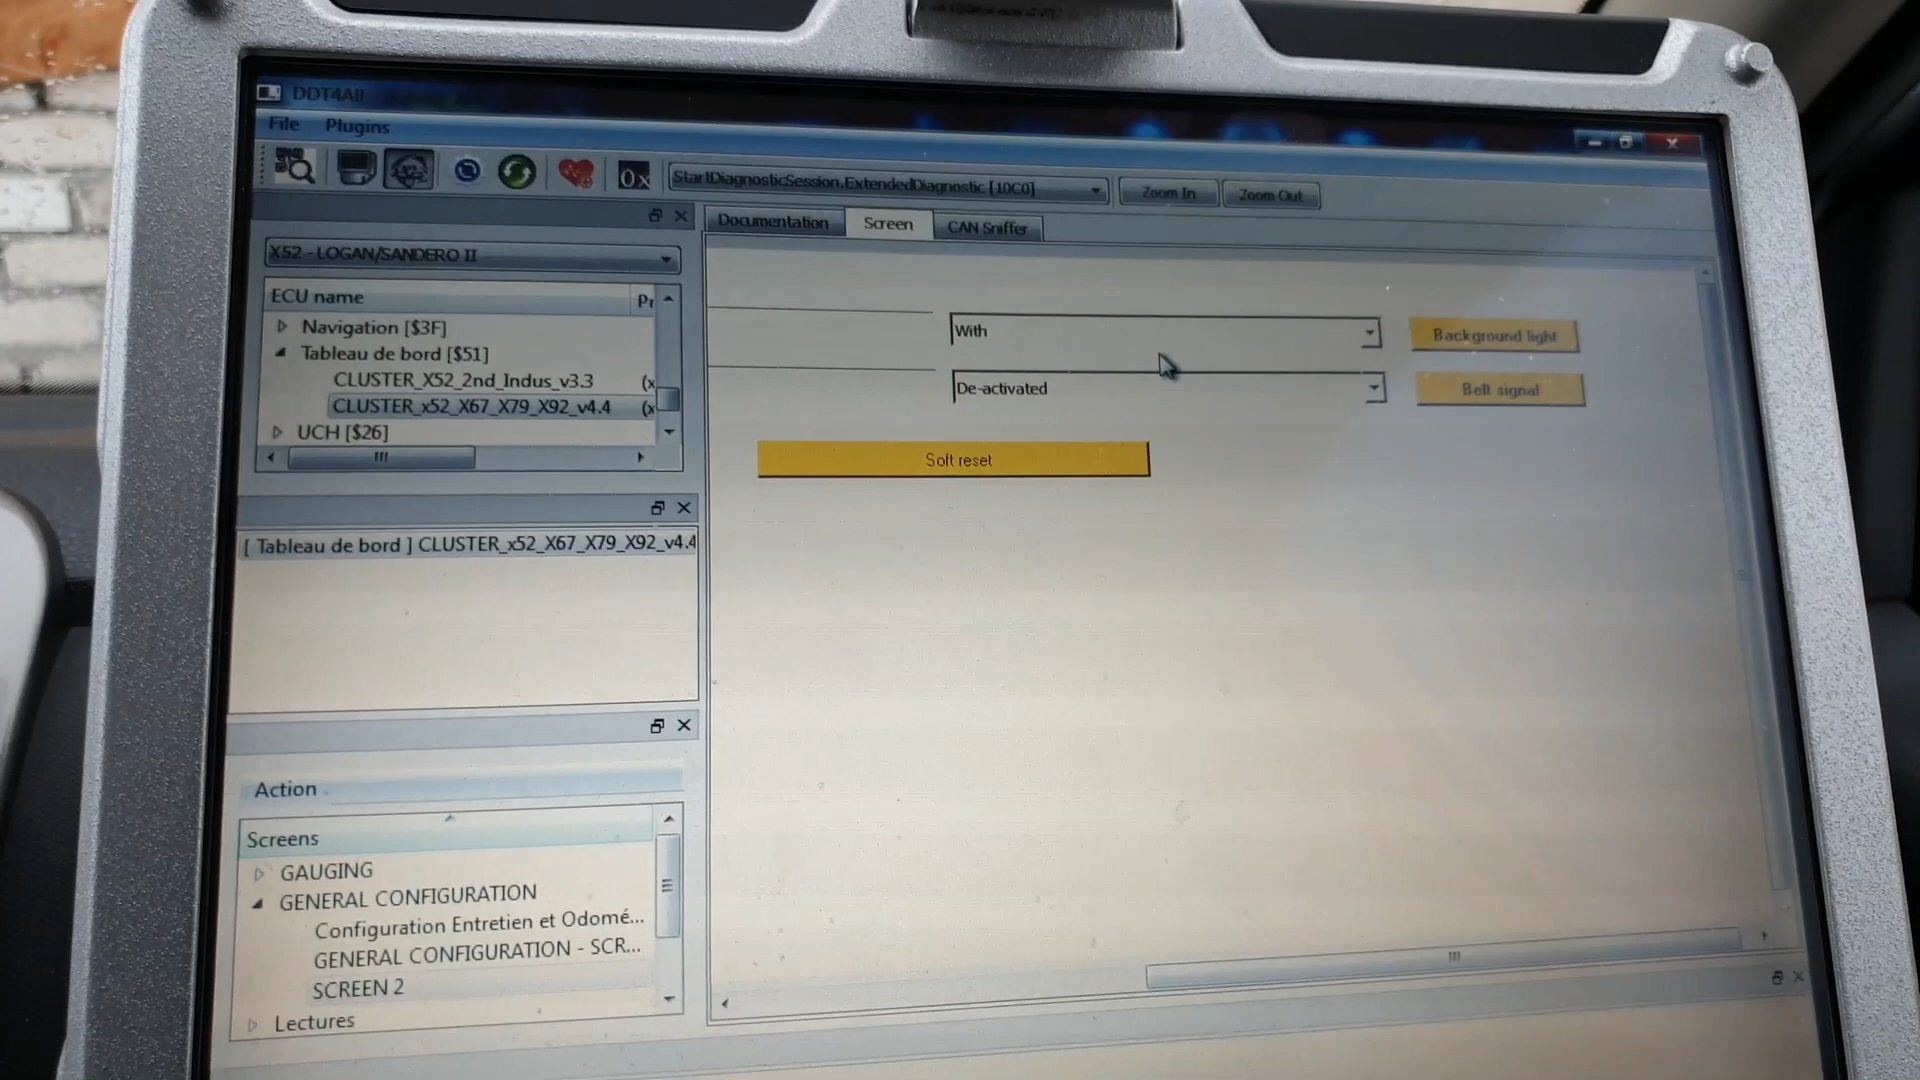 DDT4All
File Plugins
0x StartDiagnosticSession.ExtendedDiagnostic [10C0] Zoom In Zoom Out
Documentation Screen CAN Sniffer
X52 - LOGAN/SANDERO II
ECU name Pr
Navigation [$3F]
Tableau de bord [$51]
CLUSTER_X52_2nd_Indus_v3.3 (x
CLUSTER_x52_X67_X79_X92_v4.4 (x
UCH [$26]
With Background light
De-activated Belt signal
Soft reset
[ Tableau de bord ] CLUSTER_x52_X67_X79_X92_v4.4
Action
Screens
GAUGING
GENERAL CONFIGURATION
Configuration Entretien et Odomé...
GENERAL CONFIGURATION - SCR...
SCREEN 2
Lectures